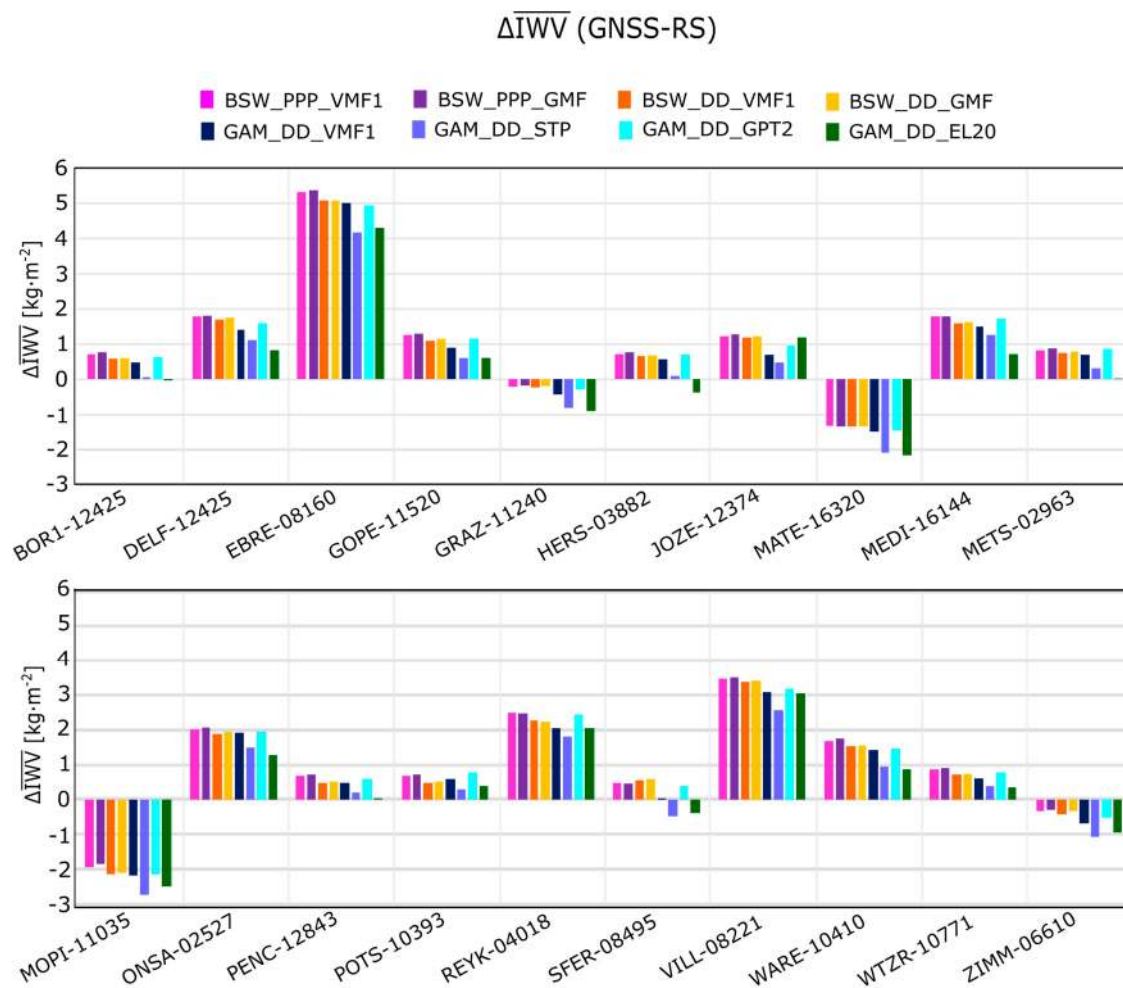 ΔIWV (GNSS-RS)
BSW_PPP_VMF1 BSW_PPP_GMF BSW_DD_VMF1 BSW_DD_GMF
GAM_DD_VMF1 GAM_DD_STP GAM_DD_GPT2 GAM_DD_EL20
ΔIWV [kg·m⁻²]
6
5
4
3
2
1
0
-1
-2
-3
BOR1-12425 DELF-12425 EBRE-08160 GOPE-11520 GRAZ-11240 HERS-03882 JOZE-12374 MATE-16320 MEDI-16144 METS-02963
ΔIWV [kg·m⁻²]
6
5
4
3
2
1
0
-1
-2
-3
MOPI-11035 ONSA-02527 PENC-12843 POTS-10393 REYK-04018 SFER-08495 VILL-08221 WARE-10410 WTZR-10771 ZIMM-06610